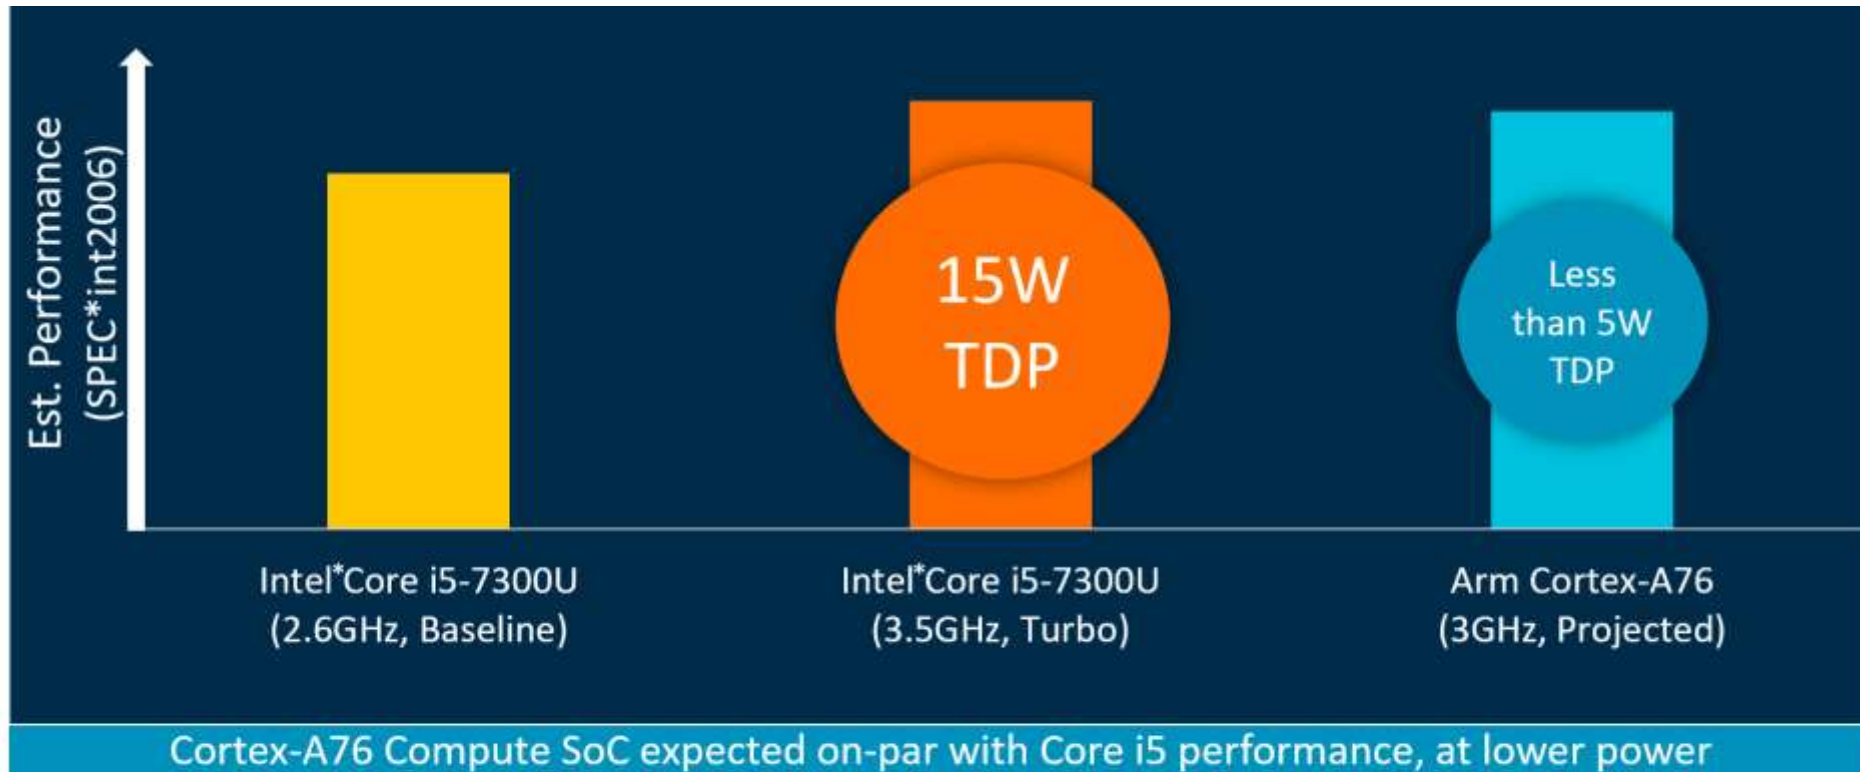 Est. Performance
(SPEC*int2006)
15W
TDP
Less
than 5W
TDP
Intel*Core i5-7300U
(2.6GHz, Baseline)
Intel*Core i5-7300U
(3.5GHz, Turbo)
Arm Cortex-A76
(3GHz, Projected)
Cortex-A76 Compute SoC expected on-par with Core i5 performance, at lower power